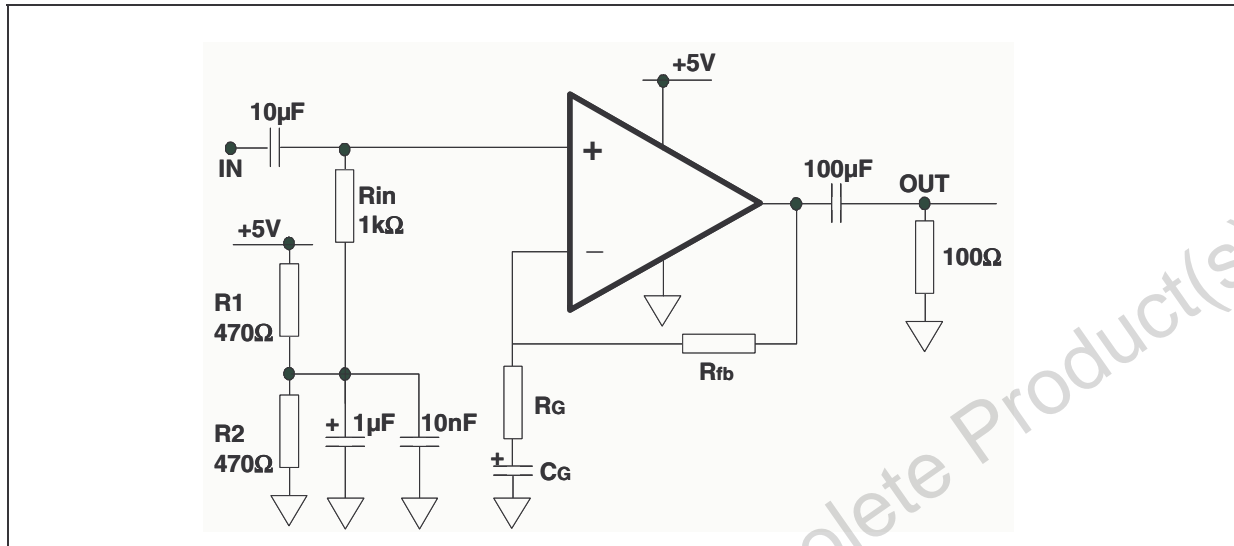 +5V
10µF
+
IN
100µF
OUT
Rin
1kΩ
+5V
–
100Ω
R1
470Ω
Rfb
RG
+ 1µF
10nF
R2
470Ω
+
CG
olete Product(s)